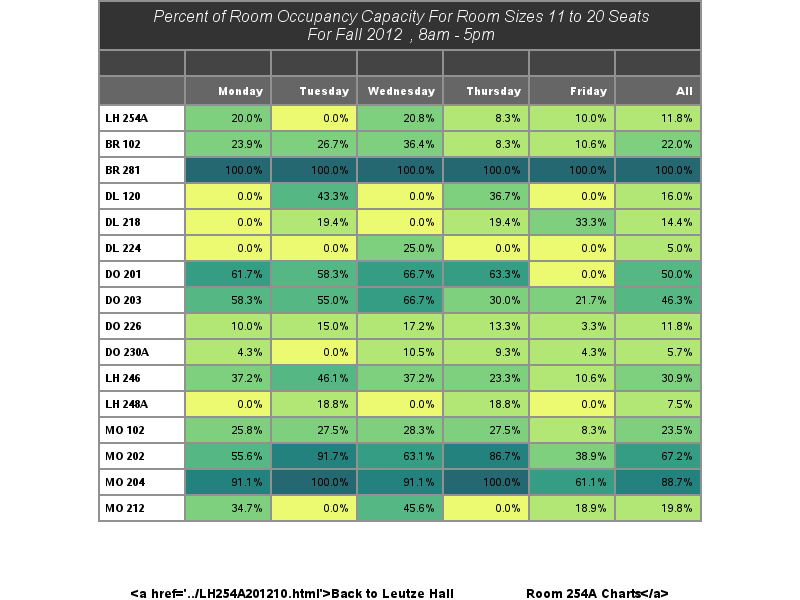 Percent of Room Occupancy Capacity For Room Sizes 11 to 20 Seats
For Fall 2012 , 8am - 5pm
Monday Tuesday Wednesday Thursday Friday All
LH 254A 20.0% 0.0% 20.8% 8.3% 10.0% 11.8%
BR 102 23.9% 26.7% 36.4% 8.3% 10.6% 22.0%
BR 281 100.0% 100.0% 100.0% 100.0% 100.0% 100.0%
DL 120 0.0% 43.3% 0.0% 36.7% 0.0% 16.0%
DL 218 0.0% 19.4% 0.0% 19.4% 33.3% 14.4%
DL 224 0.0% 0.0% 25.0% 0.0% 0.0% 5.0%
DO 201 61.7% 58.3% 66.7% 63.3% 0.0% 50.0%
DO 203 58.3% 55.0% 66.7% 30.0% 21.7% 46.3%
DO 226 10.0% 15.0% 17.2% 13.3% 3.3% 11.8%
DO 230A 4.3% 0.0% 10.5% 9.3% 4.3% 5.7%
LH 246 37.2% 46.1% 37.2% 23.3% 10.6% 30.9%
LH 248A 0.0% 18.8% 0.0% 18.8% 0.0% 7.5%
MO 102 25.8% 27.5% 28.3% 27.5% 8.3% 23.5%
MO 202 55.6% 91.7% 63.1% 86.7% 38.9% 67.2%
MO 204 91.1% 100.0% 91.1% 100.0% 61.1% 88.7%
MO 212 34.7% 0.0% 45.6% 0.0% 18.9% 19.8%
<a href='../LH254A201210.html'>Back to Leutze Hall Room 254A Charts</a>